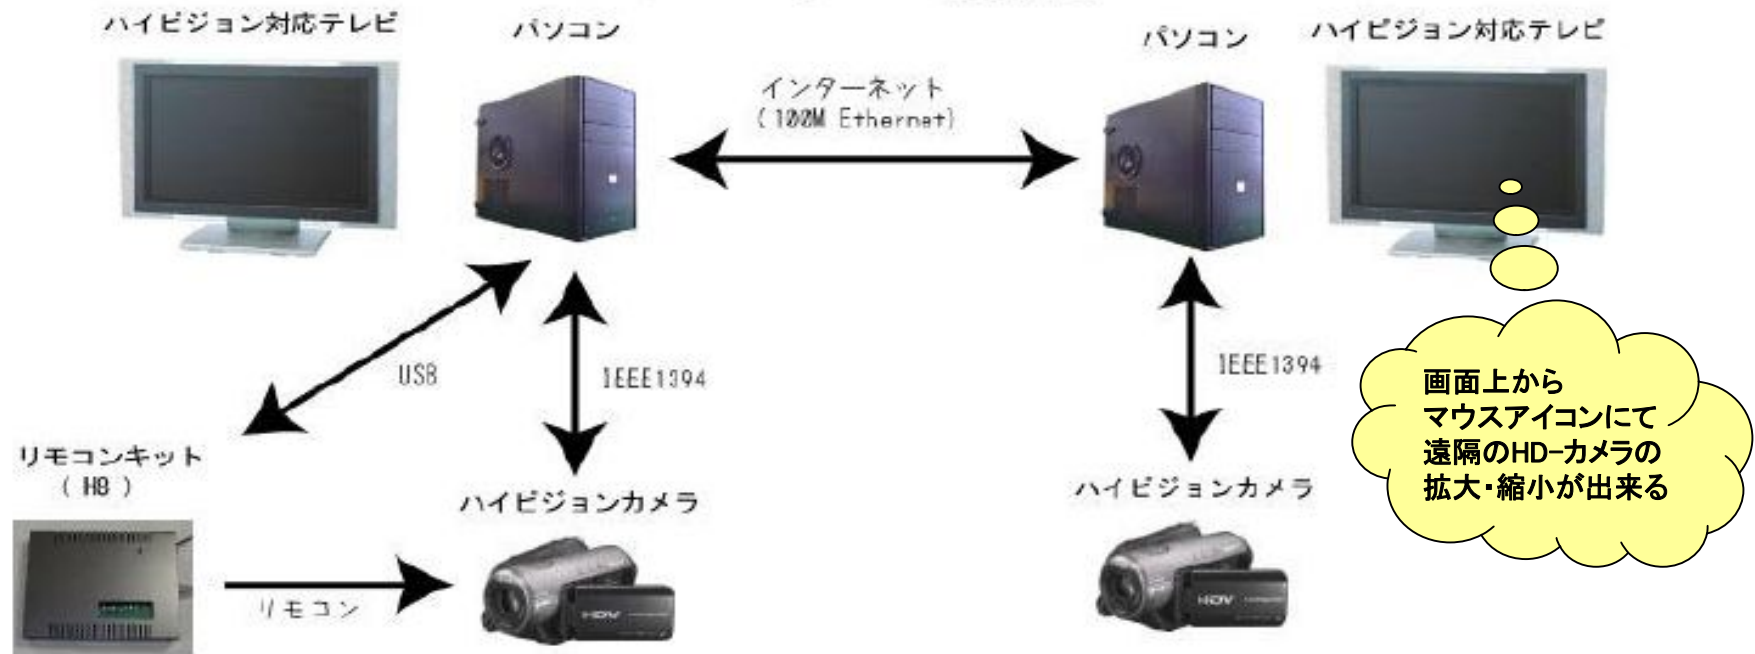 ハイビジョン対応テレビ
パソコン
パソコン
ハイビジョン対応テレビ
インターネット
(100M Ethernet)
USB
IEEE1394
IEEE1394
画面上から
マウスアイコンにて
遠隔のHD-カメラの
拡大・縮小が出来る
リモコンキット
( H8 )
ハイビジョンカメラ
ハイビジョンカメラ
リモコン
HDV
HDV